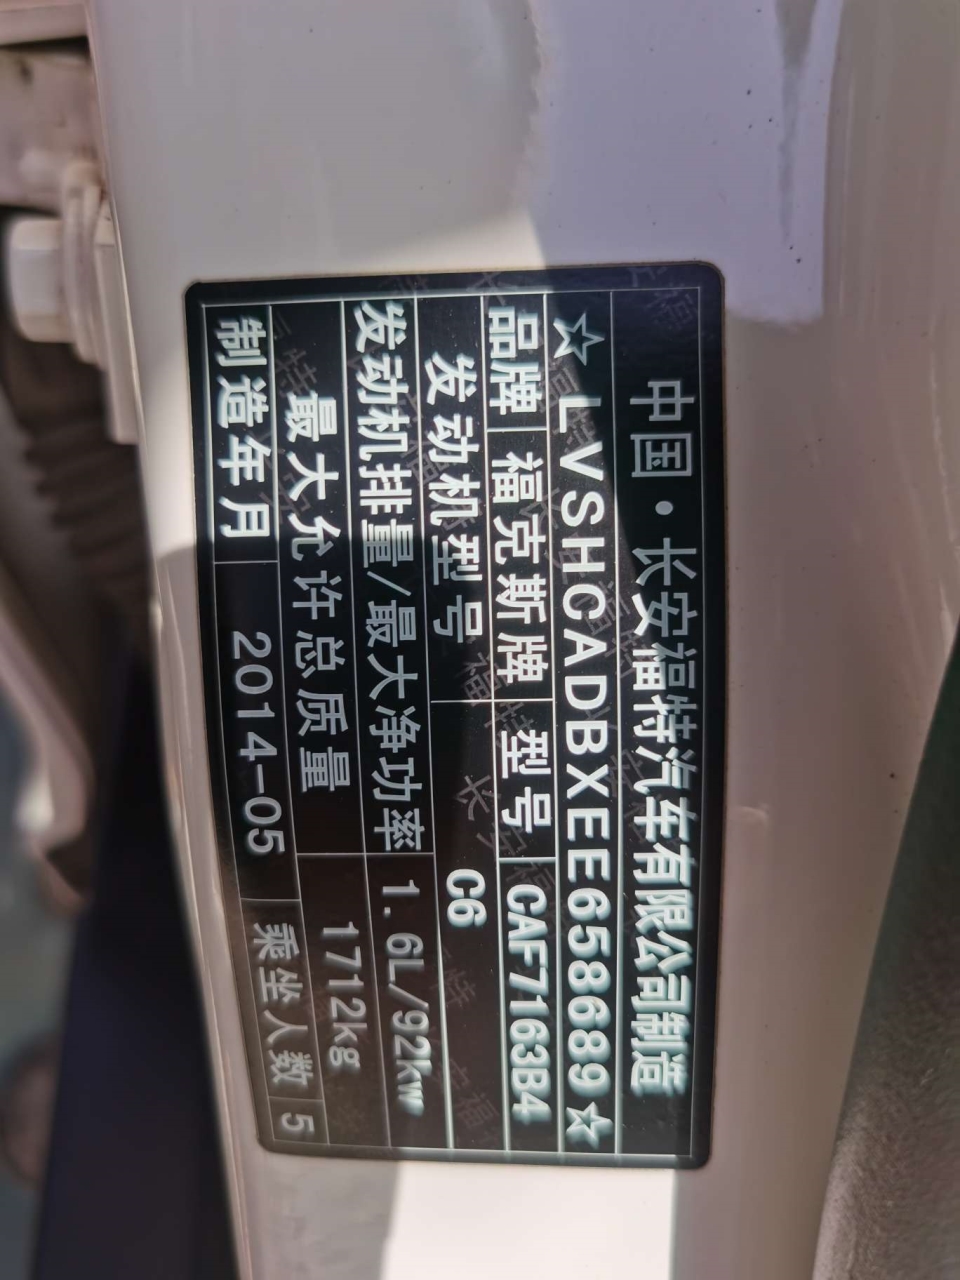 中国·长安福特汽车有限公司制造
☆LVSHCADBXEE658689☆
品牌 福克斯牌 型号 CAF7163B4
发动机型号 C6
发动机排量/最大净功率 1.6L/92kw
最大允许总质量 1712kg
制造年月 2014-05 乘坐人数 5